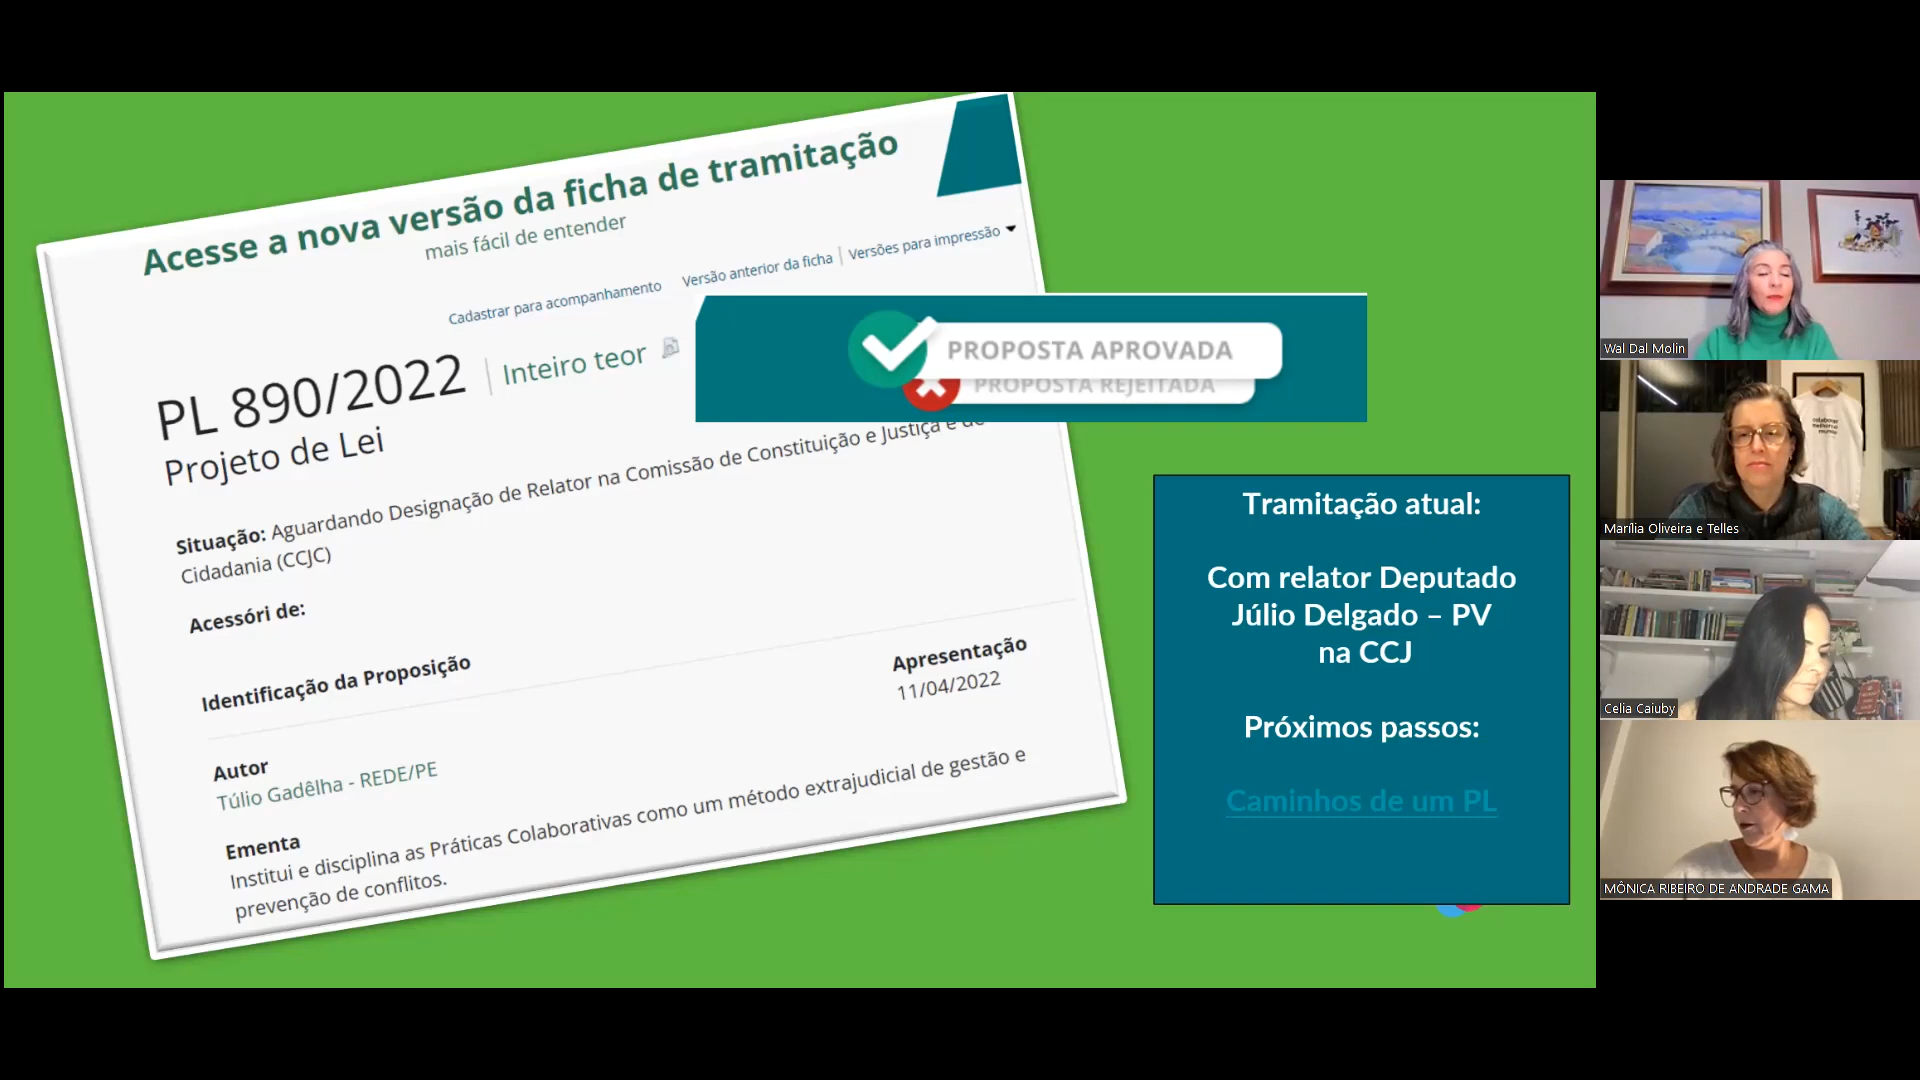 Acesse a nova versão da ficha de tramitação
mais fácil de entender
Cadastrar para acompanhamento Versão anterior da ficha | Versões para impressão
PL 890/2022 | Inteiro teor
Projeto de Lei
PROPOSTA APROVADA
PROPOSTA REJEITADA
Situação: Aguardando Designação de Relator na Comissão de Constituição e Justiça e de
Cidadania (CCJC)
Acessóri de:
Identificação da Proposição
Apresentação
11/04/2022
Autor
Túlio Gadêlha - REDE/PE
Ementa
Institui e disciplina as Práticas Colaborativas como um método extrajudicial de gestão e
prevenção de conflitos.
Tramitação atual:
Com relator Deputado
Júlio Delgado – PV
na CCJ
Próximos passos:
Caminhos de um PL
Wal Dal Molin
colaborar
melhora o
mundo
Marília Oliveira e Telles
Celia Caiuby
MÔNICA RIBEIRO DE ANDRADE GAMA